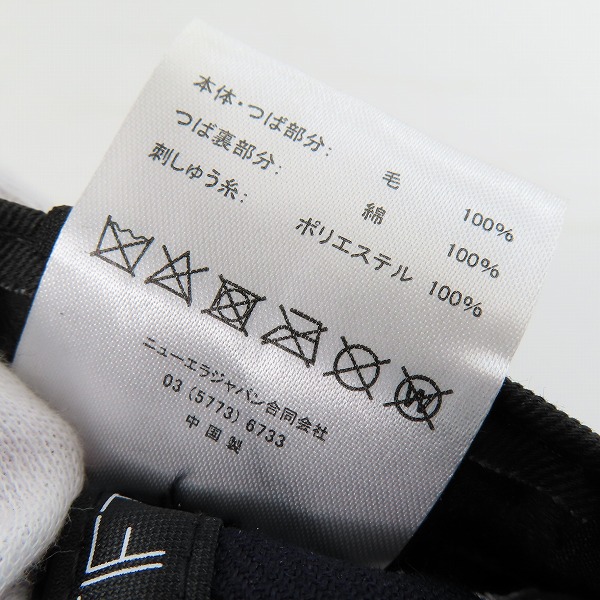 本体・つば部分: 毛 100%
つば裏部分: 綿 100%
刺しゅう糸: ポリエステル 100%
W
ニューエラジャパン合同会社
03 (5773) 6733
中国製